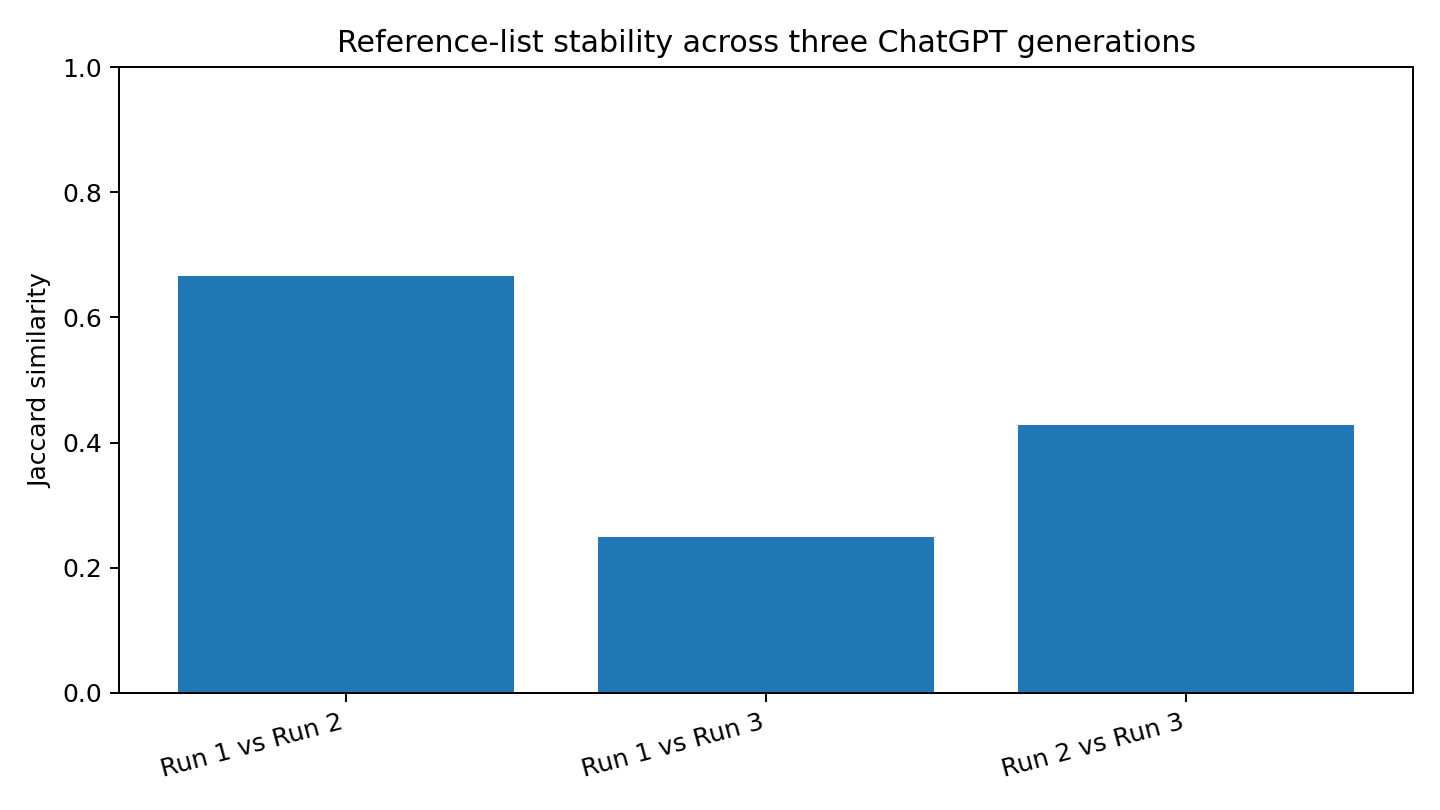 Reference-list stability across three ChatGPT generations
1.0
0.8
0.6
0.4
0.2
0.0
Jaccard similarity
Run 1 vs Run 2
Run 1 vs Run 3
Run 2 vs Run 3